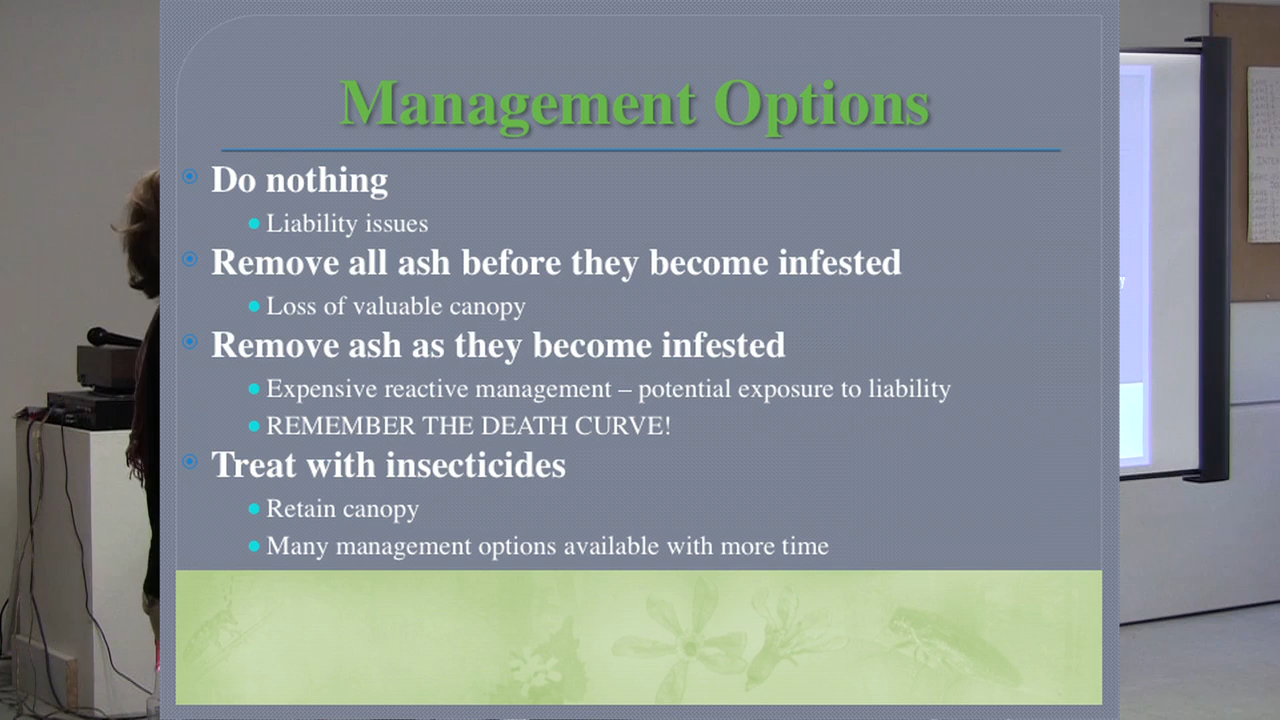 Management Options
Do nothing
Liability issues
Remove all ash before they become infested
Loss of valuable canopy
Remove ash as they become infested
Expensive reactive management – potential exposure to liability
REMEMBER THE DEATH CURVE!
Treat with insecticides
Retain canopy
Many management options available with more time